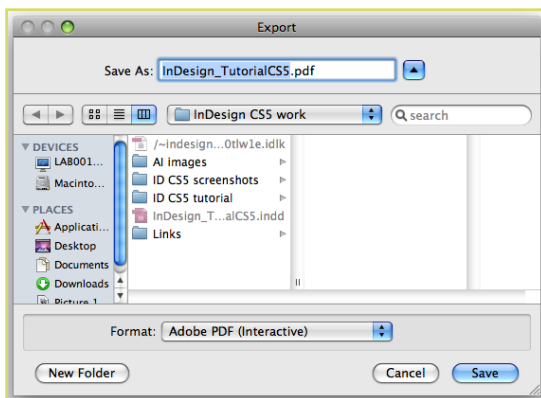 Export
Save As: InDesign_TutorialCS5.pdf
InDesign CS5 work
search
DEVICES
LAB001...
Macinto...
PLACES
Applicati...
Desktop
Documents
Downloads
Picture 1
/~indesign...0tlw1e.idlk
AI images
ID CS5 screenshots
ID CS5 tutorial
InDesign_T...alCS5.indd
Links
Format: Adobe PDF (Interactive)
New Folder
Cancel
Save